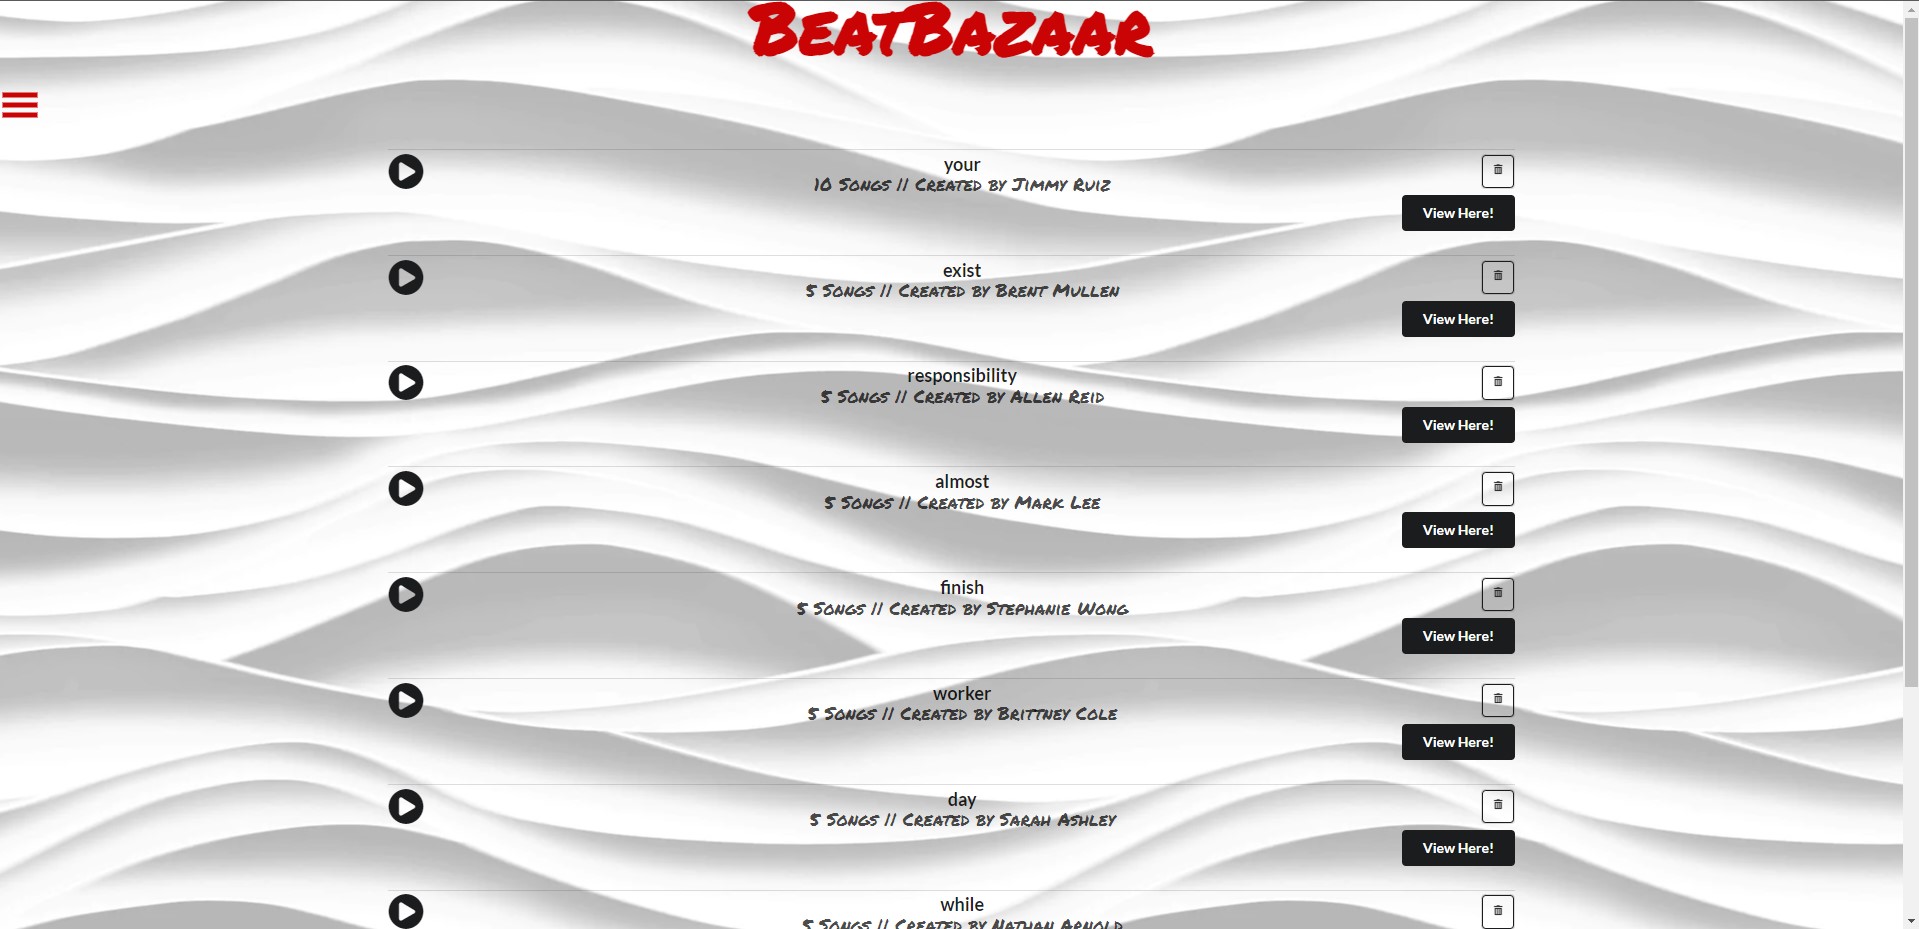 BeatBazaar
your
10 Songs // Created by Jimmy Ruiz
View Here!
exist
5 Songs // Created by Brent Mullen
View Here!
responsibility
5 Songs // Created by Allen Reid
View Here!
almost
5 Songs // Created by Mark Lee
View Here!
finish
5 Songs // Created by Stephanie Wong
View Here!
worker
5 Songs // Created by Brittney Cole
View Here!
day
5 Songs // Created by Sarah Ashley
View Here!
while
5 Songs // Created by Nathan Arnold